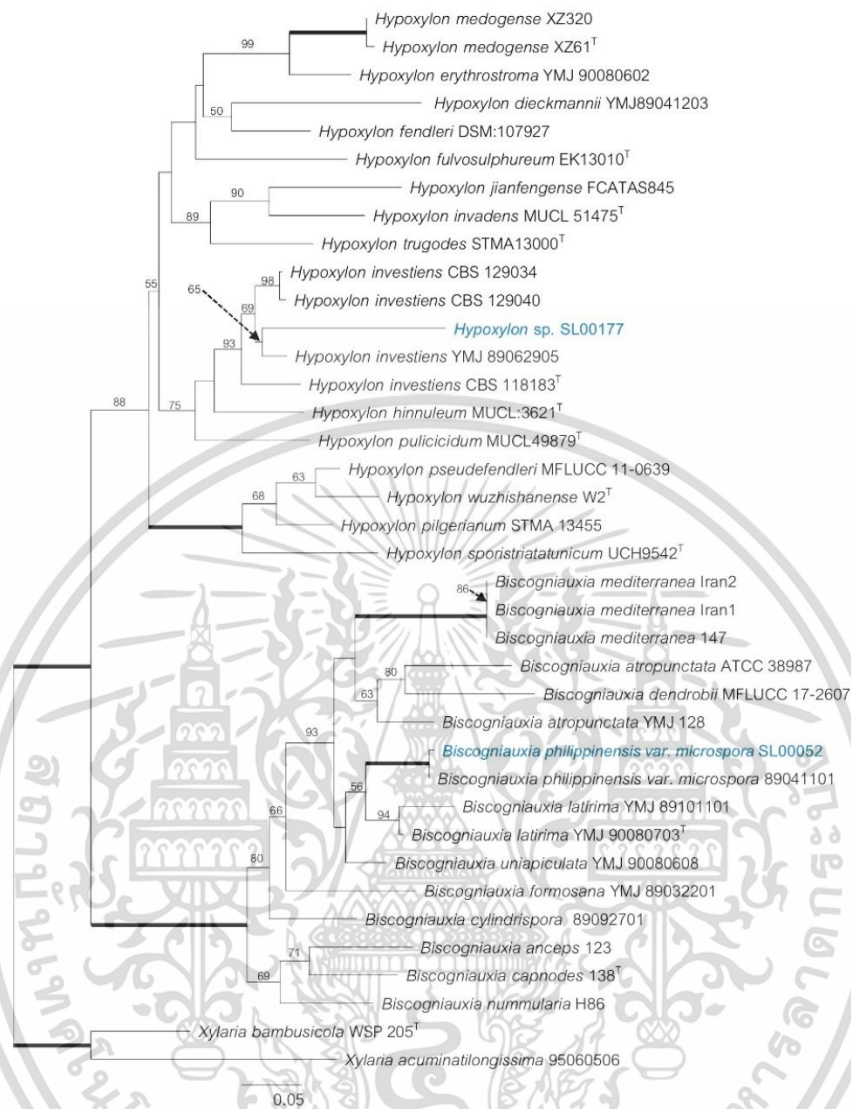 Hypoxylon medogense XZ320
99
Hypoxylon medogense XZ61T
Hypoxylon erythrostroma YMJ 90080602
Hypoxylon dieckmannii YMJ89041203
50
Hypoxylon fendleri DSM:107927
Hypoxylon fulvosulphureum EK13010T
Hypoxylon jianfengense FCATAS845
90
Hypoxylon invadens MUCL 51475T
89
Hypoxylon trugodes STMA13000T
Hypoxylon investiens CBS 129034
98
55
65
Hypoxylon investiens CBS 129040
69
Hypoxylon sp. SL00177
93
Hypoxylon investiens YMJ 89062905
Hypoxylon investiens CBS 118183T
88
75
Hypoxylon hinnuleum MUCL:3621T
Hypoxylon pulicicidum MUCL49879T
Hypoxylon pseudefendleri MFLUCC 11-0639
63
68
Hypoxylon wuzhishanense W2T
Hypoxylon pilgerianum STMA 13455
Hypoxylon sporistriatatunicum UCH9542T
Biscogniauxia mediterranea Iran2
86
Biscogniauxia mediterranea Iran1
Biscogniauxia mediterranea 147
Biscogniauxia atropunctata ATCC 38987
80
63
Biscogniauxia dendrobii MFLUCC 17-2607
Biscogniauxia atropunctata YMJ 128
93
Biscogniauxia philippinensis var. microspora SL00052
Biscogniauxia philippinensis var. microspora 89041101
56
Biscogniauxia latirima YMJ 89101101
66
94
Biscogniauxia latirima YMJ 90080703T
80
Biscogniauxia uniapiculata YMJ 90080608
Biscogniauxia formosana YMJ 89032201
Biscogniauxia cylindrispora 89092701
Biscogniauxia anceps 123
71
69
Biscogniauxia capnodes 138T
Biscogniauxia nummularia H86
Xylaria bambusicola WSP 205T
Xylaria acuminatilongissima 95060506
0.05